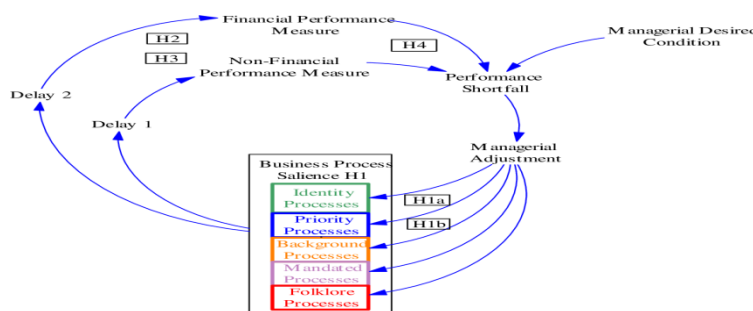 Financial Performance
Measure
H2
H3
H4
Non-Financial
Performance Measure
Managerial Desired
Condition
Performance
Shortfall
Delay 2
Delay 1
Managerial
Adjustment
Business Process
Salience H1
Identity
Processes
H1a
Priority
Processes
H1b
Background
Processes
Mandated
Processes
Folklore
Processes